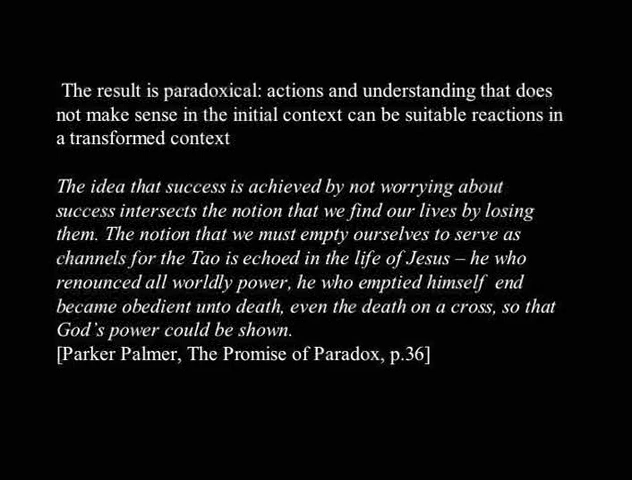 The result is paradoxical: actions and understanding that does
not make sense in the initial context can be suitable reactions in
a transformed context
The idea that success is achieved by not worrying about
success intersects the notion that we find our lives by losing
them. The notion that we must empty ourselves to serve as
channels for the Tao is echoed in the life of Jesus – he who
renounced all worldly power, he who emptied himself end
became obedient unto death, even the death on a cross, so that
God's power could be shown.
[Parker Palmer, The Promise of Paradox, p.36]